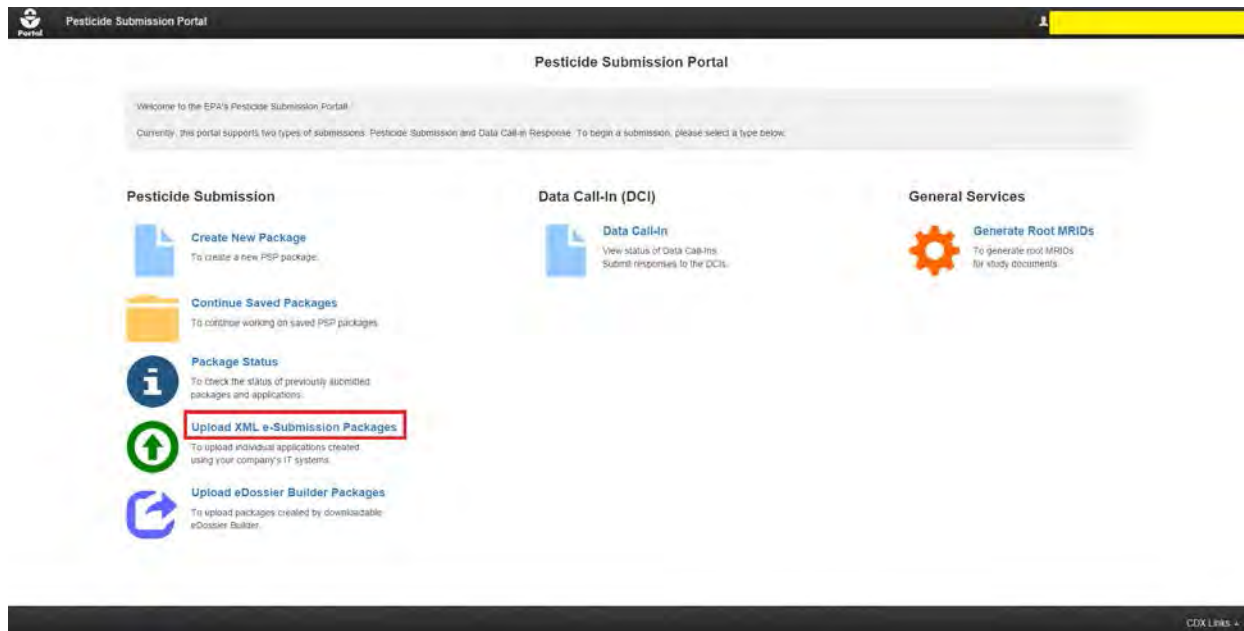 Portal
Pesticide Submission Portal
Pesticide Submission Portal
Welcome to the EPA's Pesticide Submission Portal!
Currently, this portal supports two types of submissions: Pesticide Submission and Data Call-in Response. To begin a submission, please select a type below.
Pesticide Submission
Create New Package
To create a new PSP package.
Continue Saved Packages
To continue working on saved PSP packages.
Package Status
To check the status of previously submitted
packages and applications.
Upload XML e-Submission Packages
To upload individual applications created
using your company's IT systems.
Upload eDossier Builder Packages
To upload packages created by downloadable
eDossier Builder.
Data Call-In (DCI)
Data Call-In
View status of Data Call-Ins.
Submit responses to the DCIs.
General Services
Generate Root MRIDs
To generate root MRIDs
for study documents.
CDX Links